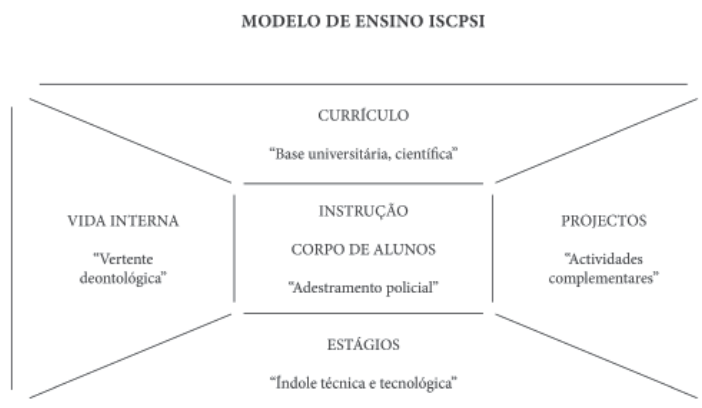 MODELO DE ENSINO ISCPSI
CURRÍCULO
“Base universitária, científica”
VIDA INTERNA
”Vertente
deontológica”
INSTRUÇÃO
CORPO DE ALUNOS
”Adestramento policial”
PROJECTOS
”Actividades
complementares”
ESTÁGIOS
“Índole técnica e tecnológica”